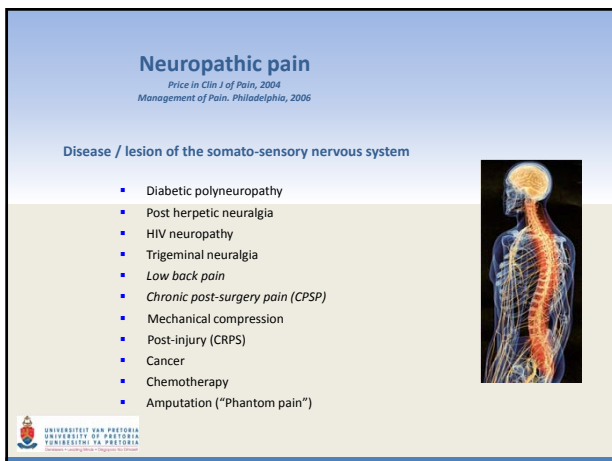 Neuropathic pain
Price in Clin J of Pain, 2004
Management of Pain. Philadelphia, 2006
Disease / lesion of the somato-sensory nervous system
▪ Diabetic polyneuropathy
▪ Post herpetic neuralgia
▪ HIV neuropathy
▪ Trigeminal neuralgia
▪ Low back pain
▪ Chronic post-surgery pain (CPSP)
▪ Mechanical compression
▪ Post-injury (CRPS)
▪ Cancer
▪ Chemotherapy
▪ Amputation (“Phantom pain”)
UNIVERSITEIT VAN PRETORIA
UNIVERSITY OF PRETORIA
YUNIBESITHI YA PRETORIA